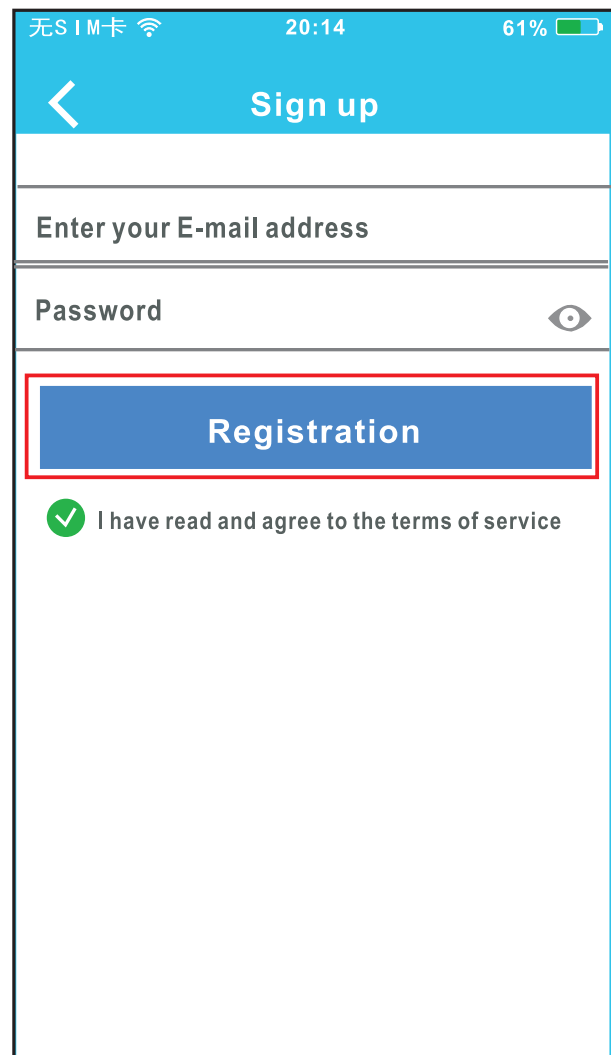 无SIM卡 20:14 61%
Sign up
Enter your E-mail address
Password
Registration
I have read and agree to the terms of service